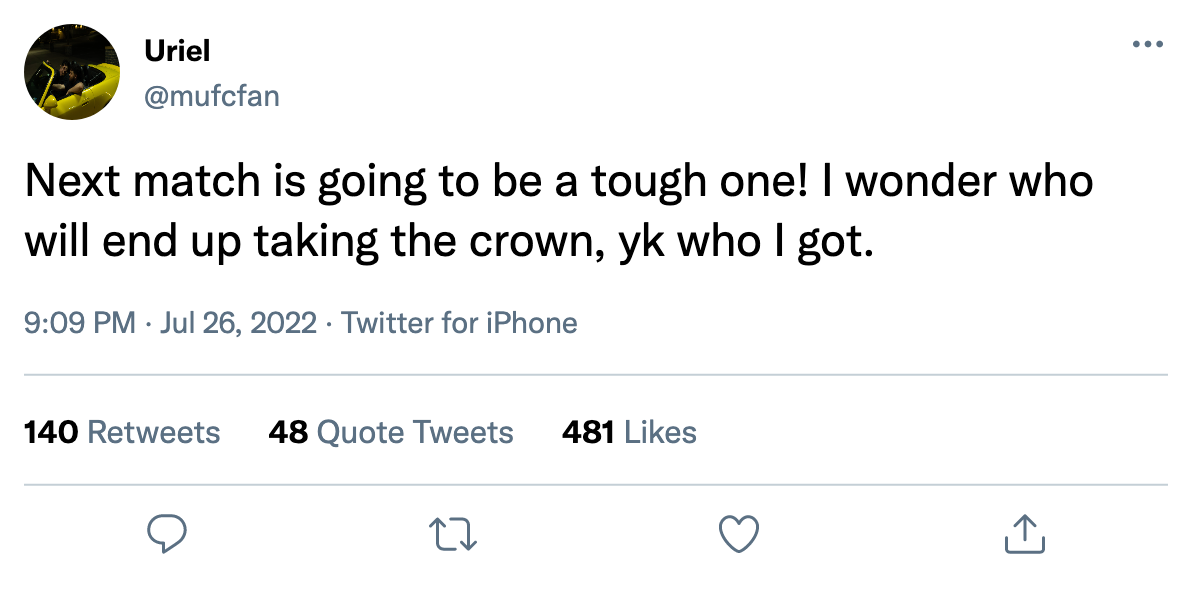 Uriel
@mufcfan
Next match is going to be a tough one! I wonder who
will end up taking the crown, yk who I got.
9:09 PM · Jul 26, 2022 · Twitter for iPhone
140 Retweets 48 Quote Tweets 481 Likes